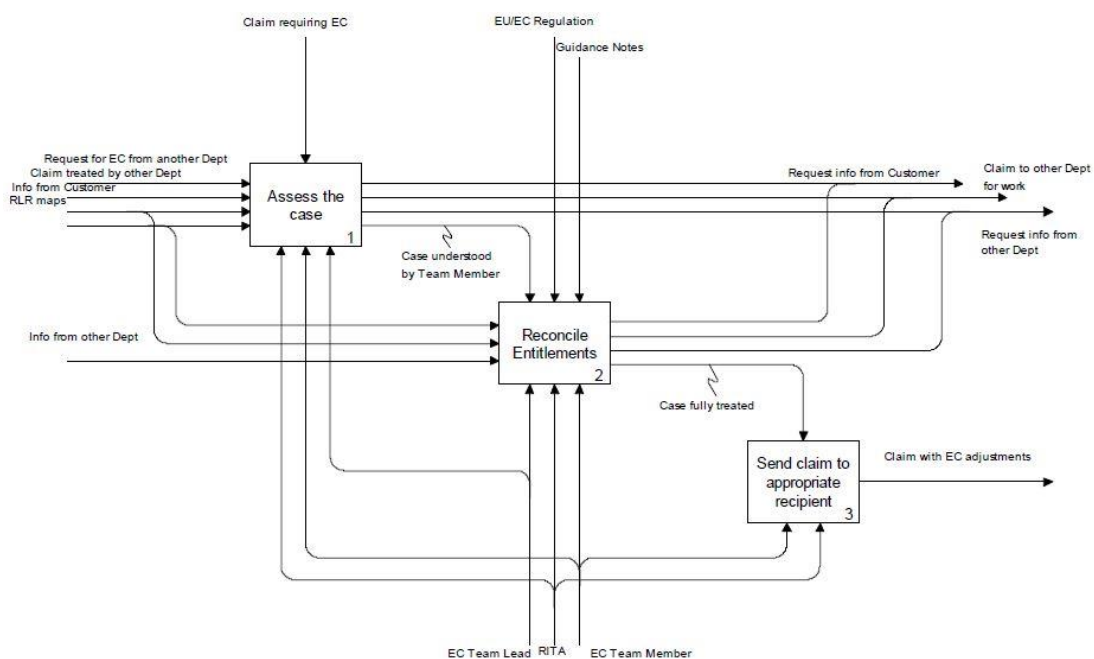 Claim requiring EC
EU/EC Regulation
Guidance Notes
Request for EC from another Dept
Claim treated by other Dept
Info from Customer
RLR maps
Assess the
case
1
Request info from Customer
Claim to other Dept
for work
Request info from
other Dept
Case understood
by Team Member
Info from other Dept
Reconcile
Entitlements
2
Case fully treated
Send claim to
appropriate
recipient
3
Claim with EC adjustments
EC Team Lead
RITA
EC Team Member